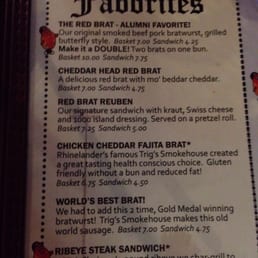 Favorites
THE RED BRAT - ALUMNI FAVORITE!
Our original smoked beef pork bratwurst, grilled
butterfly style. Basket 7.00 Sandwich 4.25
Make it a DOUBLE! Two brats on one bun.
Basket 10.00 Sandwich 7.75
CHEDDAR HEAD RED BRAT
A delicious red brat with mo' beddar cheddar.
Basket 7.00 Sandwich 4.75
RED BRAT REUBEN
Our signature sandwich with kraut, Swiss cheese
and 1000 island dressing. Served on a pretzel roll.
Basket 7.25 Sandwich 5.00
CHICKEN CHEDDAR FAJITA BRAT*
Rhinelander's famous Trig's Smokehouse created
a great tasting health conscious choice. Gluten
friendly without a bun and reduced fat!
Basket 6.75 Sandwich 4.50
WORLD'S BEST BRAT!
We had to add this 2 time, Gold Medal winning
bratwurst! Trig's Smokehouse makes this old
world sausage. Basket 7.00 Sandwich 4.75
RIBEYE STEAK SANDWICH*